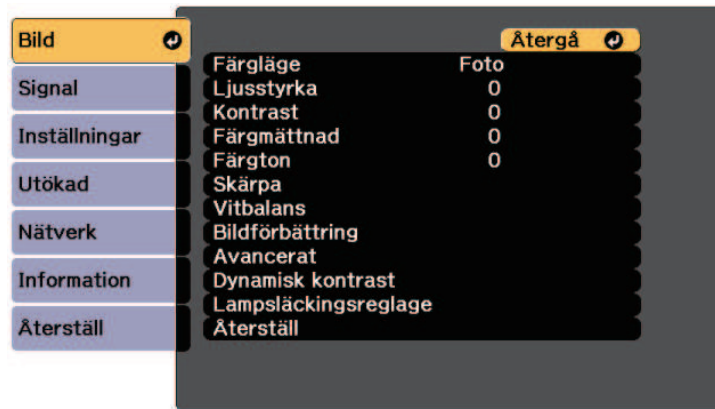 Bild
Signal
Inställningar
Utökad
Nätverk
Information
Återställ
Återgå
Färgläge Foto
Ljusstyrka 0
Kontrast 0
Färgmättnad 0
Färgton 0
Skärpa
Vitbalans
Bildförbättring
Avancerat
Dynamisk kontrast
Lampsläckingsreglage
Återställ